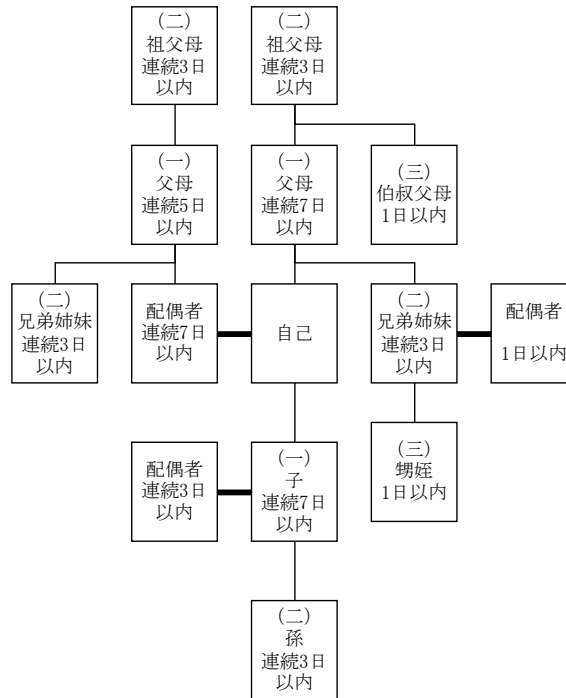 (二)
祖父母
連続3日
以内
(二)
祖父母
連続3日
以内
(一)
父母
連続5日
以内
(一)
父母
連続7日
以内
(三)
伯叔父母
1日以内
(二)
兄弟姉妹
連続3日
以内
配偶者
連続7日
以内
自己
(二)
兄弟姉妹
連続3日
以内
配偶者
1日以内
配偶者
連続3日
以内
(一)
子
連続7日
以内
(三)
甥姪
1日以内
(二)
孫
連続3日
以内